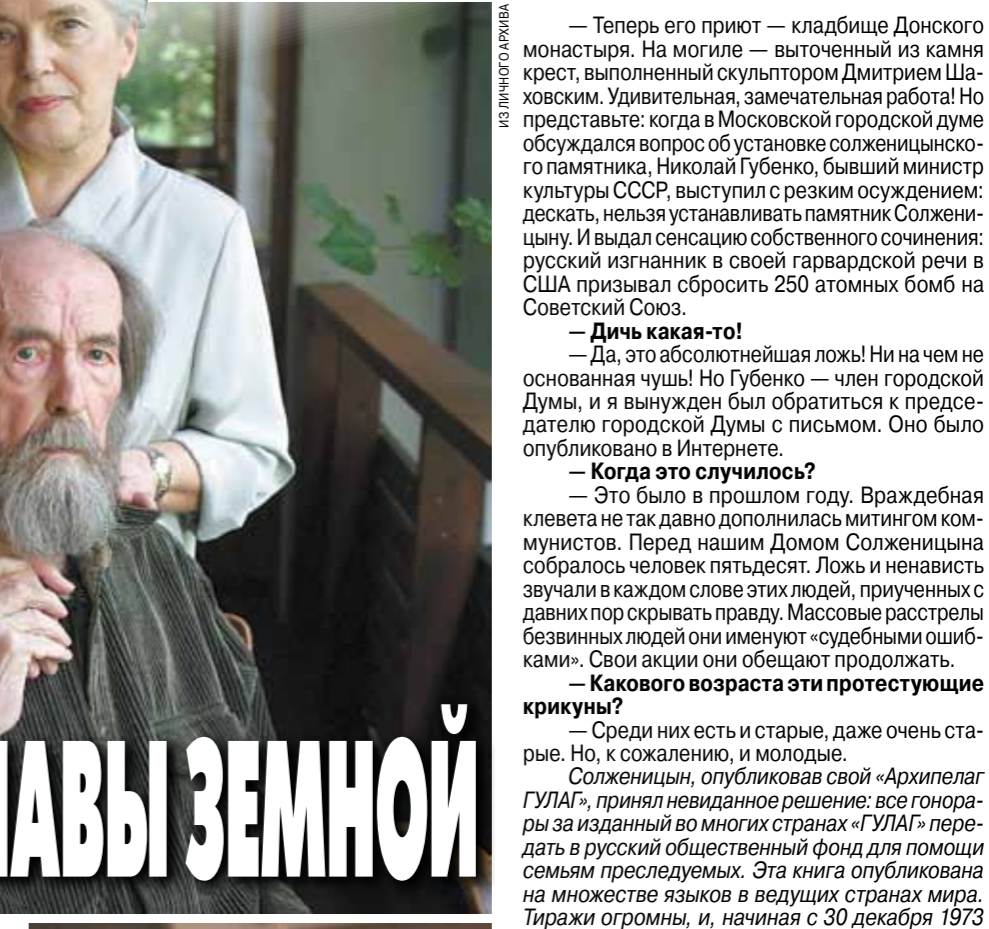 ИЗ ЛИЧНОГО АРХИВА
ЗЕМНОЙ
— Теперь его приют — кладбище Донского
монастыря. На могиле — выточенный из камня
крест, выполненный скульптором Дмитрием Ша-
ховским. Удивительная, замечательная работа! Но
представьте: когда в Московской городской думе
обсуждался вопрос об установке солженицынско-
го памятника, Николай Губенко, бывший министр
культуры СССР, выступил с резким осуждением:
дескать, нельзя устанавливать памятник Солжени-
цыну. И выдал сенсацию собственного сочинения:
русский изгнанник в своей гарвардской речи в
США призывал сбросить 250 атомных бомб на
Советский Союз.
— Дичь какая-то!
— Да, это абсолютнейшая ложь! Ни на чем не
основанная чушь! Но Губенко — член городской
Думы, и я вынужден был обратиться к предсе-
дателю городской Думы с письмом. Оно было
опубликовано в Интернете.
— Когда это случилось?
— Это было в прошлом году. Враждебная
клевета не так давно дополнилась митингом ком-
мунистов. Перед нашим Домом Солженицына
собралось человек пятьдесят. Ложь и ненависть
звучали в каждом слове этих людей, приученных с
давних пор скрывать правду. Массовые расстрелы
безвинных людей они именуют «судебными ошиб-
ками». Свои акции они обещают продолжать.
— Какового возраста эти протестующие
крикуны?
— Среди них есть и старые, даже очень ста-
рые. Но, к сожалению, и молодые.
Солженицын, опубликовав свой «Архипелаг
ГУЛАГ», принял невиданное решение: все гонора-
ры за изданный во многих странах «ГУЛАГ» пере-
дать в русский общественный фонд для помощи
семьям преследуемых. Эта книга опубликована
на множестве языков в ведущих странах мира.
Тиражи огромны, и, начиная с 30 декабря 1973